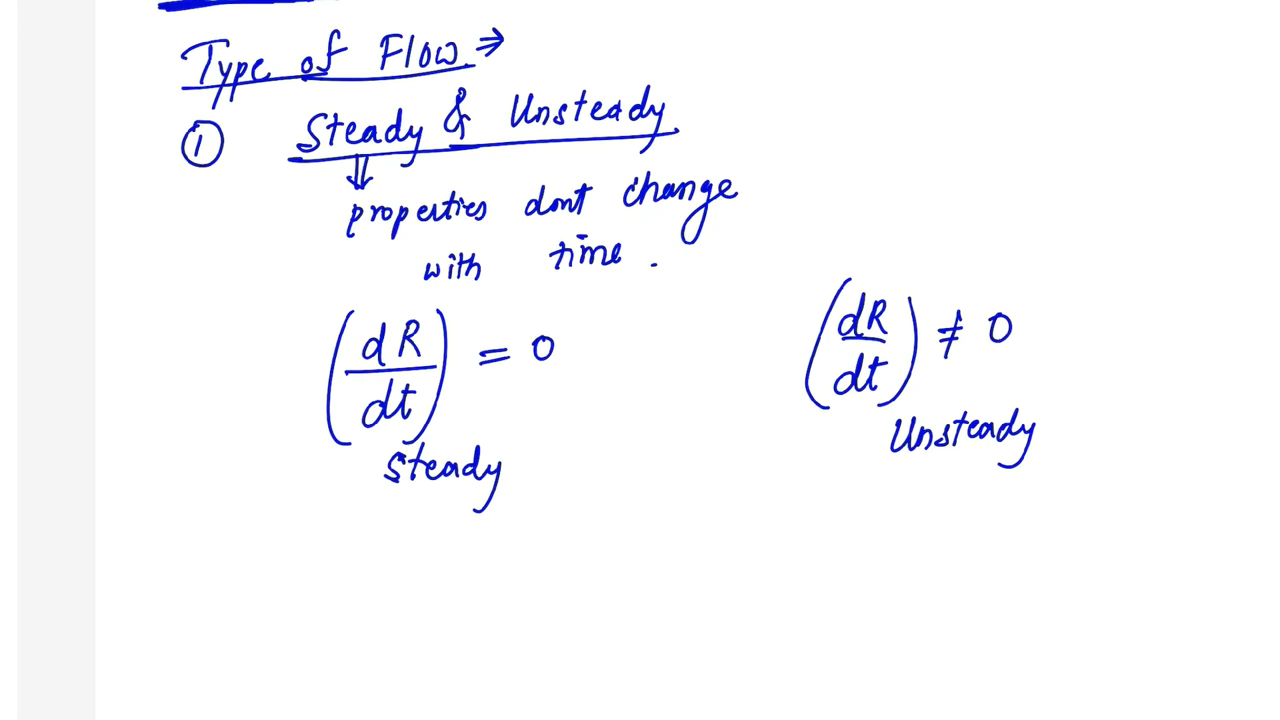 Type of Flow →
① Steady & Unsteady
⇓
properties dont change
with time.
(dR/dt) = 0
steady
(dR/dt) ≠ 0
Unsteady